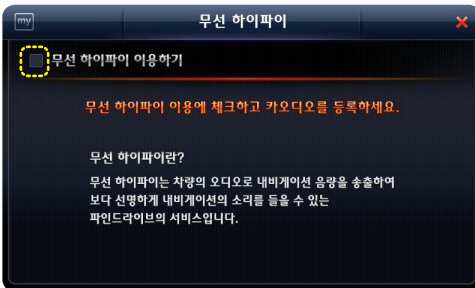 my
무선 하이파이
무선 하이파이 이용하기
무선 하이파이 이용에 체크하고 카오디오를 등록하세요.
무선 하이파이란?
무선 하이파이는 차량의 오디오로 내비게이션 음량을 송출하여
보다 선명하게 내비게이션의 소리를 들을 수 있는
파인드라이브의 서비스입니다.